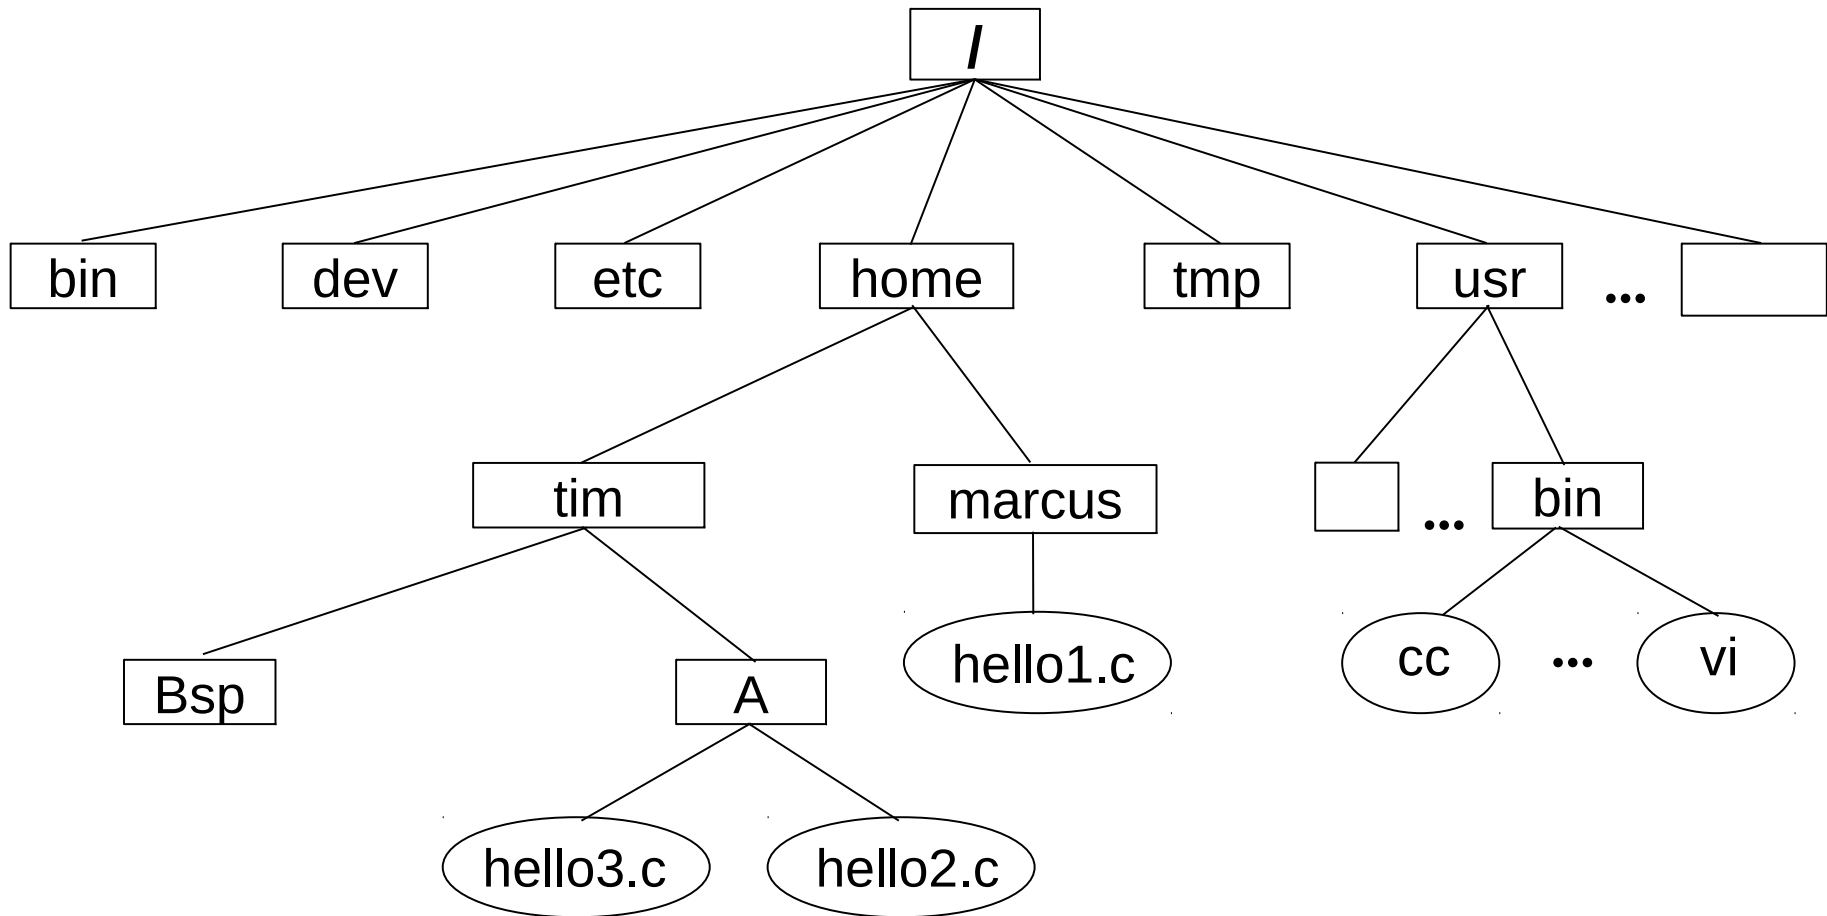 /
bin dev etc home tmp usr ...
tim marcus ... bin
Bsp A hello1.c cc ... vi
hello3.c hello2.c